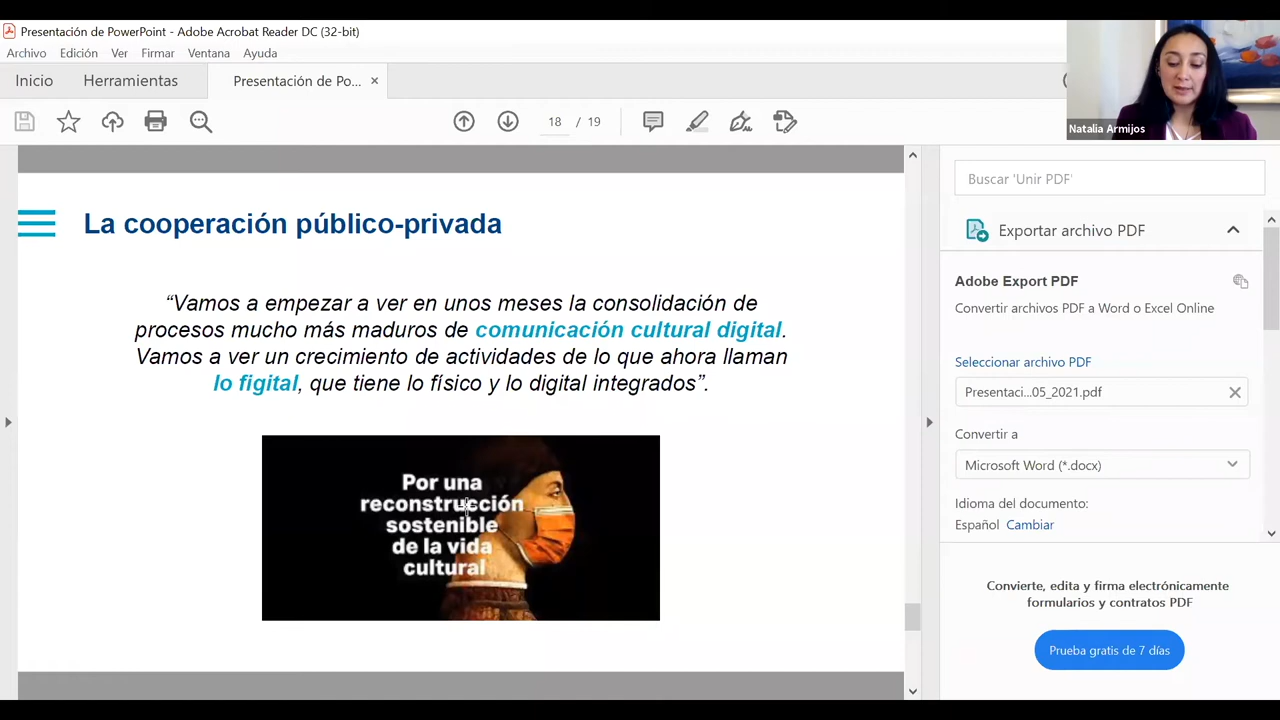 Presentación de PowerPoint - Adobe Acrobat Reader DC (32-bit)
Archivo Edición Ver Firmar Ventana Ayuda
Inicio Herramientas Presentación de Po... ×
18 / 19
Natalia Armijos
La cooperación público-privada
“Vamos a empezar a ver en unos meses la consolidación de
procesos mucho más maduros de comunicación cultural digital.
Vamos a ver un crecimiento de actividades de lo que ahora llaman
lo figital, que tiene lo físico y lo digital integrados”.
Por una
reconstrucción
sostenible
de la vida
cultural
Buscar 'Unir PDF'
Exportar archivo PDF
Adobe Export PDF
Convertir archivos PDF a Word o Excel Online
Seleccionar archivo PDF
Presentaci...05_2021.pdf
Convertir a
Microsoft Word (*.docx)
Idioma del documento:
Español Cambiar
Convierte, edita y firma electrónicamente
formularios y contratos PDF
Prueba gratis de 7 días